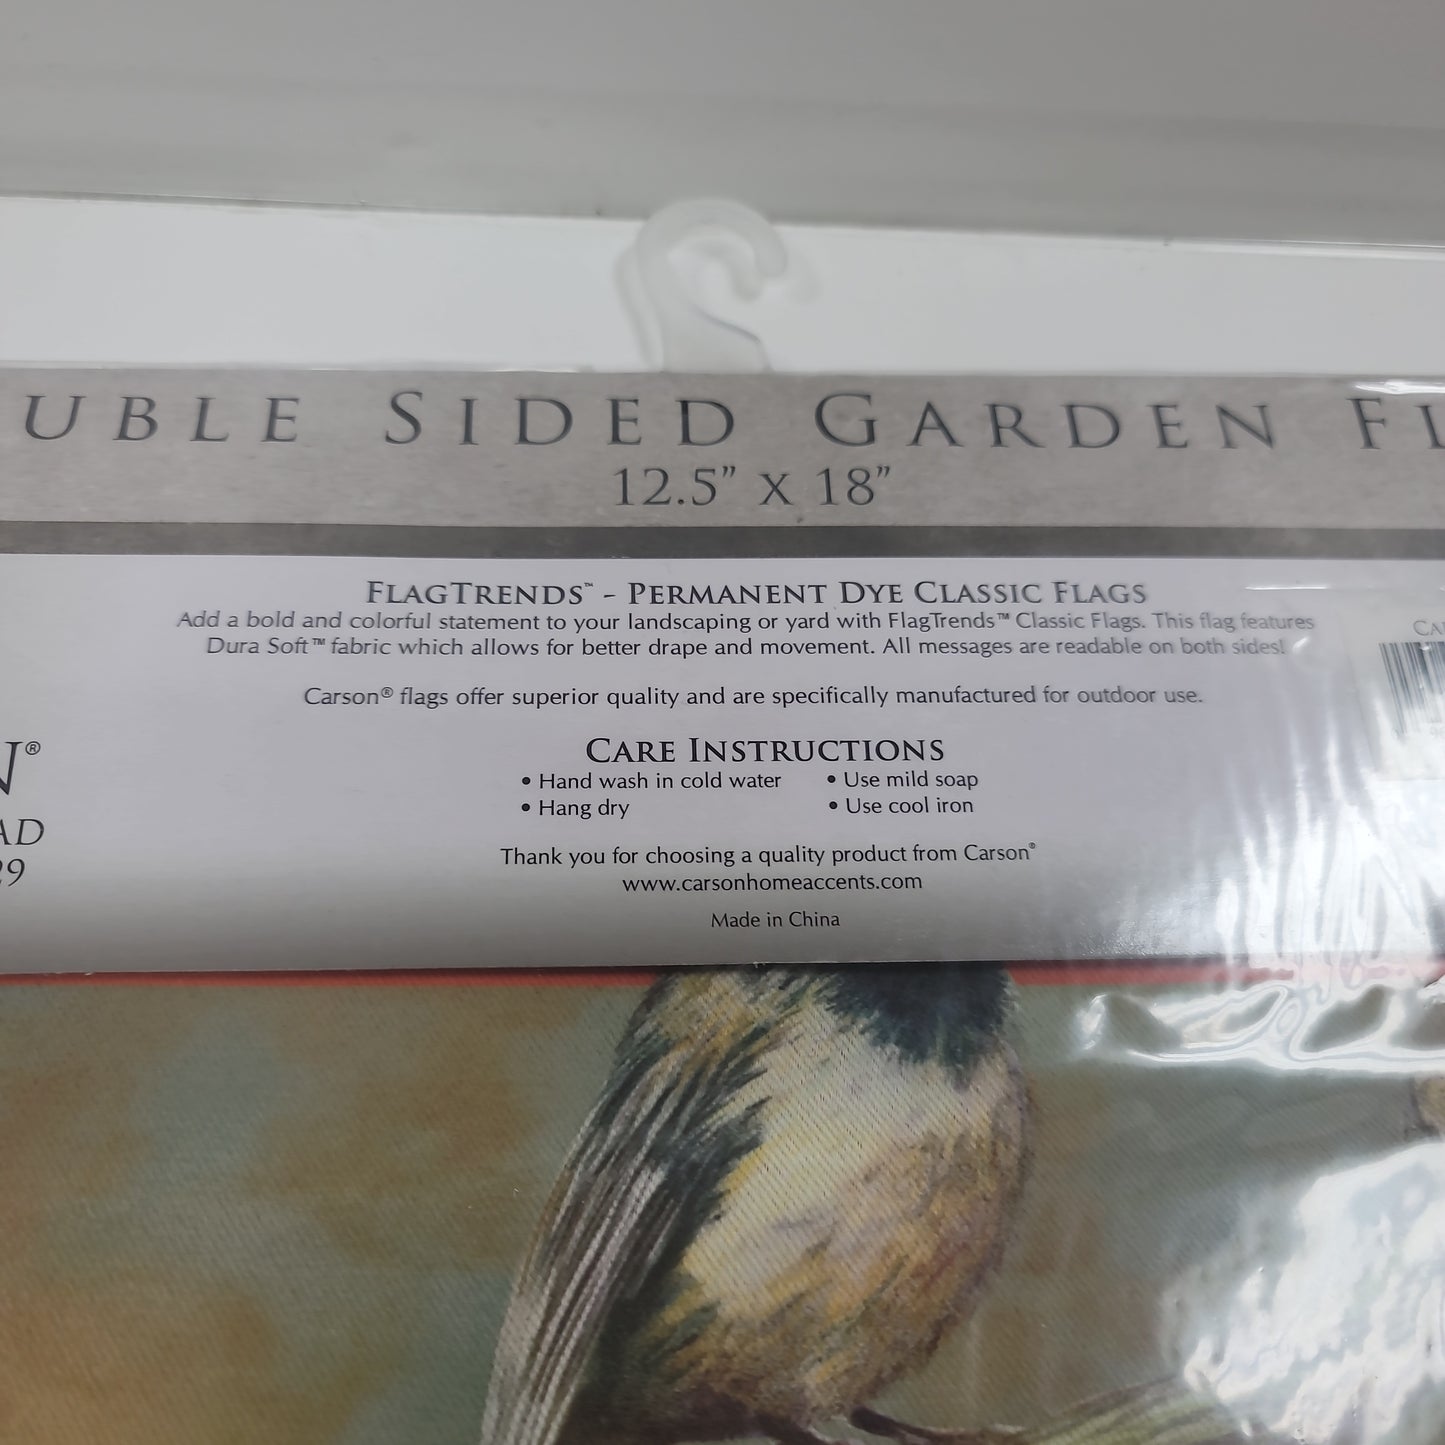 UBLE SIDED GARDEN FL
12.5” X 18”
FLAGTRENDS™ - PERMANENT DYE CLASSIC FLAGS
Add a bold and colorful statement to your landscaping or yard with FlagTrends™ Classic Flags. This flag features
Dura Soft™ fabric which allows for better drape and movement. All messages are readable on both sides!
Carson® flags offer superior quality and are specifically manufactured for outdoor use.
N®
AD
29
CARE INSTRUCTIONS
• Hand wash in cold water • Use mild soap
• Hang dry • Use cool iron
Thank you for choosing a quality product from Carson®
www.carsonhomeaccents.com
Made in China